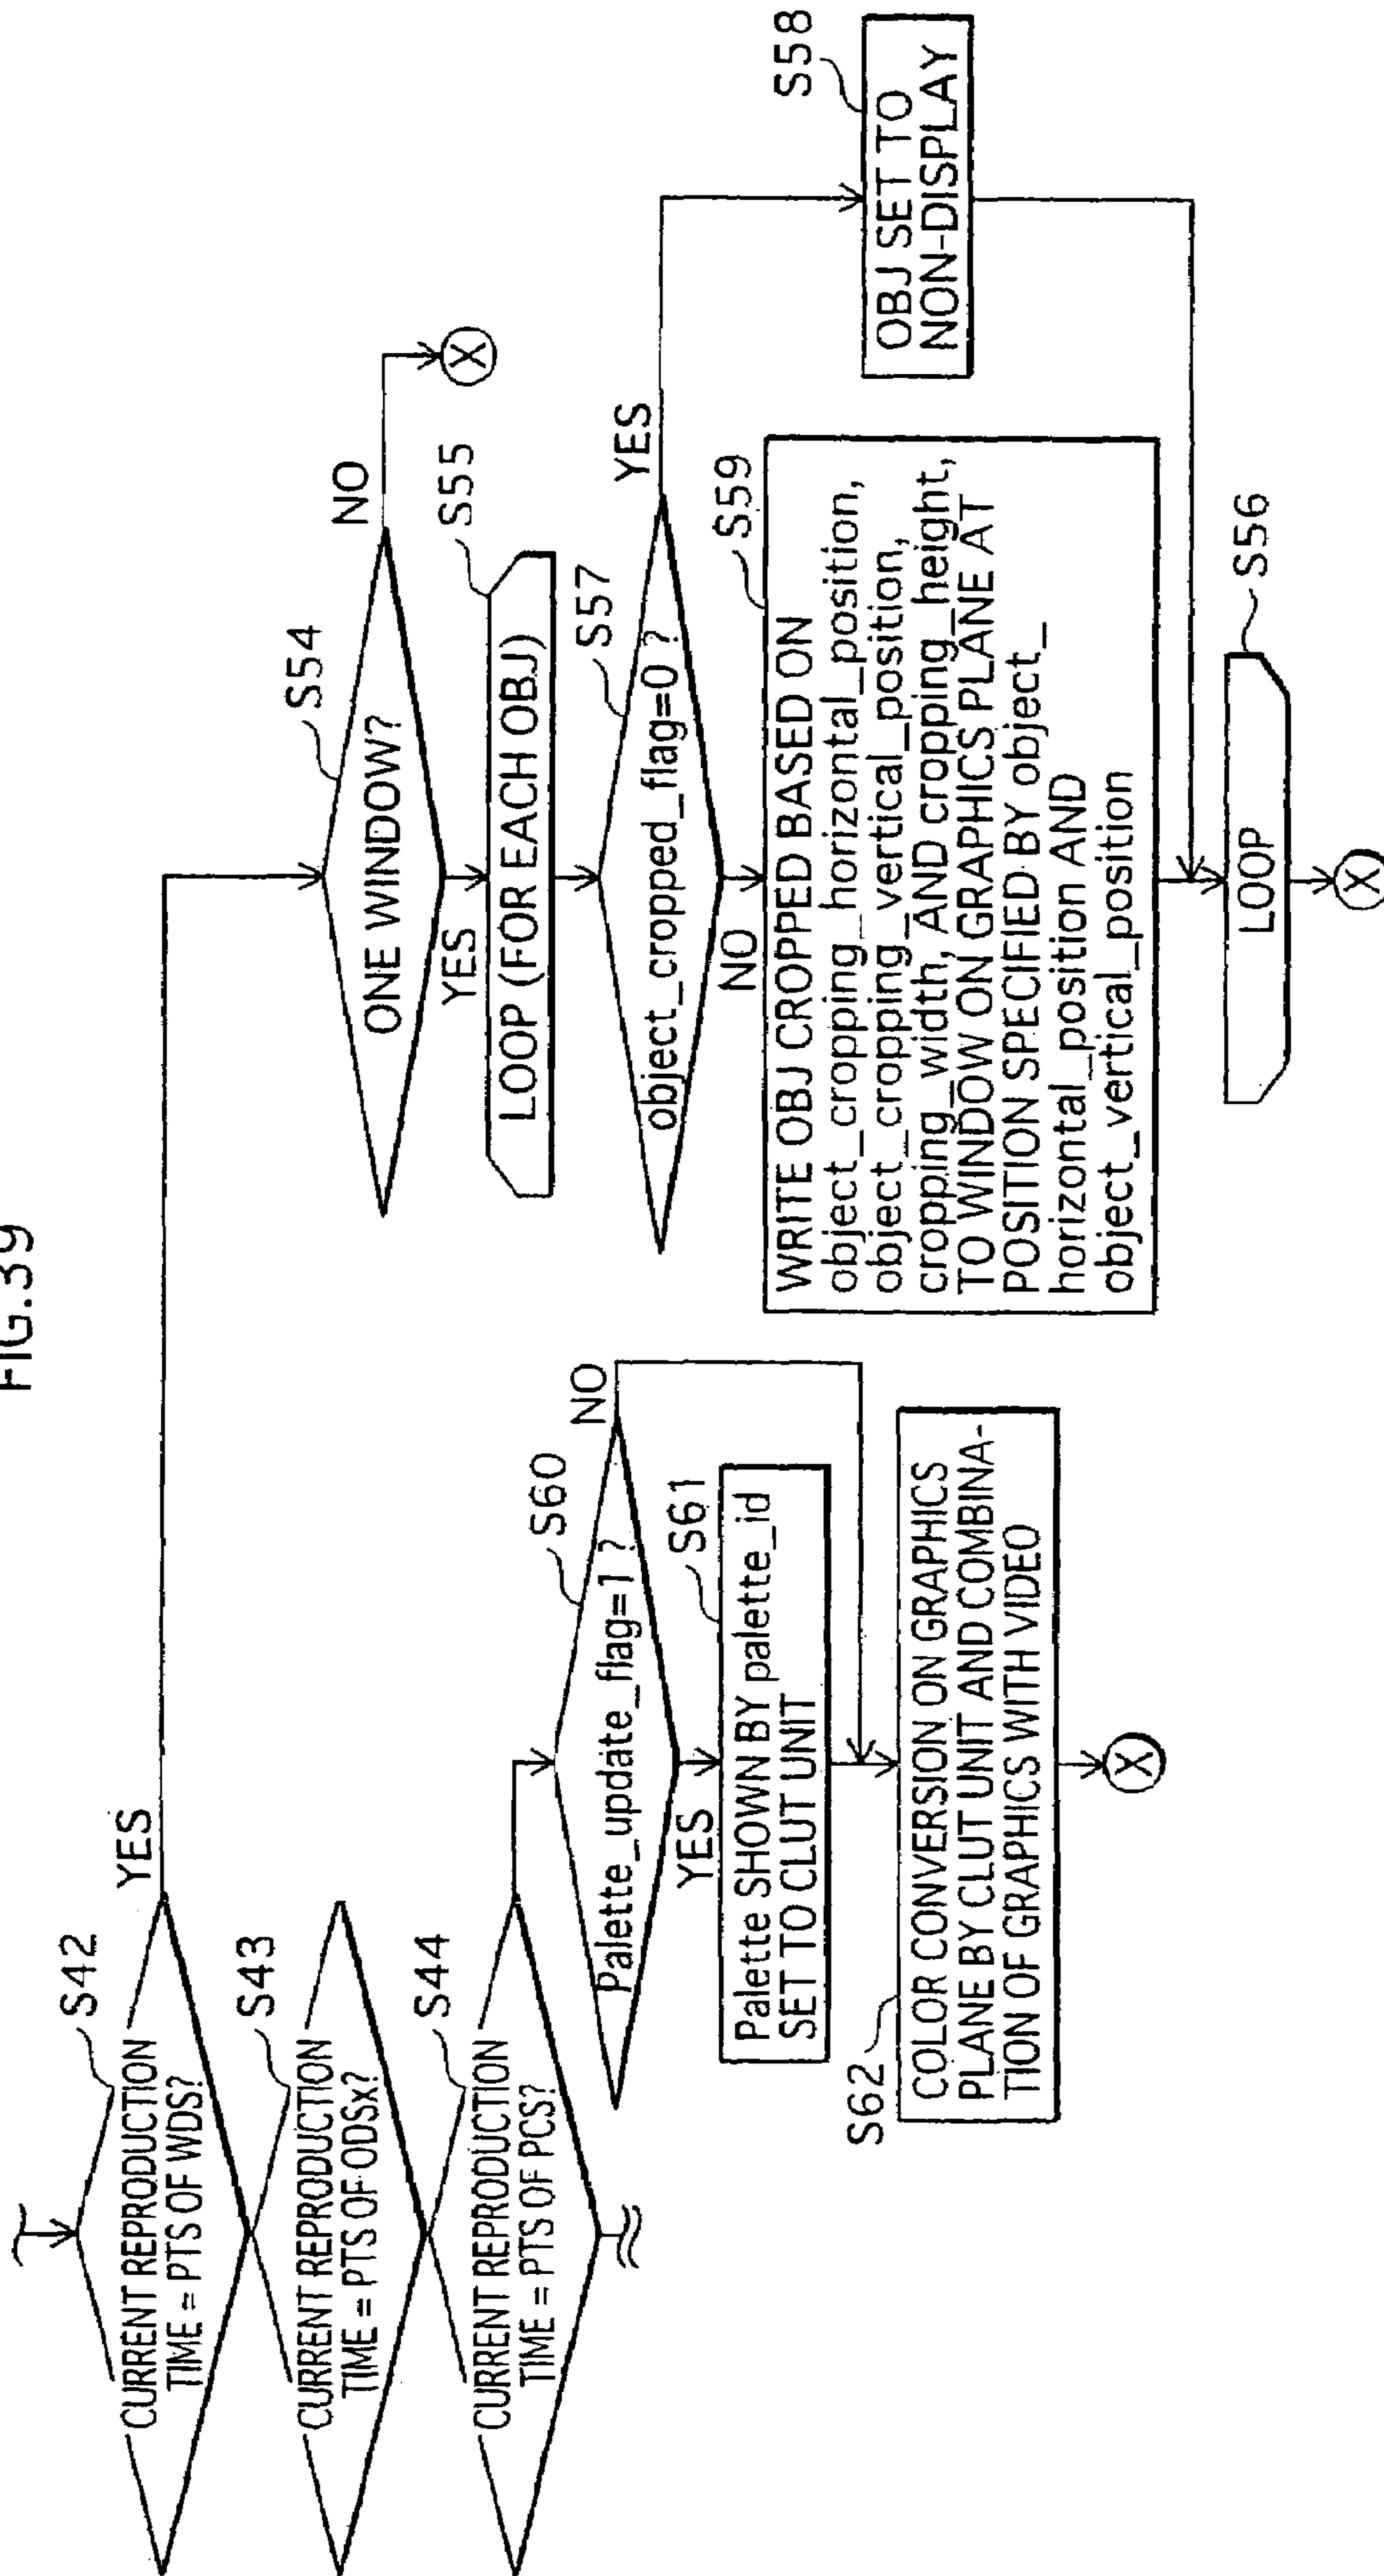 FIG.39
S42
CURRENT REPRODUCTION
TIME = PTS OF WDS?
YES
S43
CURRENT REPRODUCTION
TIME = PTS OF ODSx?
S44
CURRENT REPRODUCTION
TIME = PTS OF PCS?
S60
Palette_update_flag=1 ?
NO
YES
S61
Palette SHOWN BY palette_id
SET TO CLUT UNIT
S62
COLOR CONVERSION ON GRAPHICS
PLANE BY CLUT UNIT AND COMBINA-
TION OF GRAPHICS WITH VIDEO
X
S54
ONE WINDOW?
NO
X
YES
S55
LOOP (FOR EACH OBJ)
S57
object_cropped_flag=0 ?
YES
NO
S58
OBJ SET TO
NON-DISPLAY
S59
WRITE OBJ CROPPED BASED ON
object_cropping_horizontal_position,
object_cropping_vertical_position,
cropping_width, AND cropping_height,
TO WINDOW ON GRAPHICS PLANE AT
POSITION SPECIFIED BY object_
horizontal_position AND
object_vertical_position
S56
LOOP
X